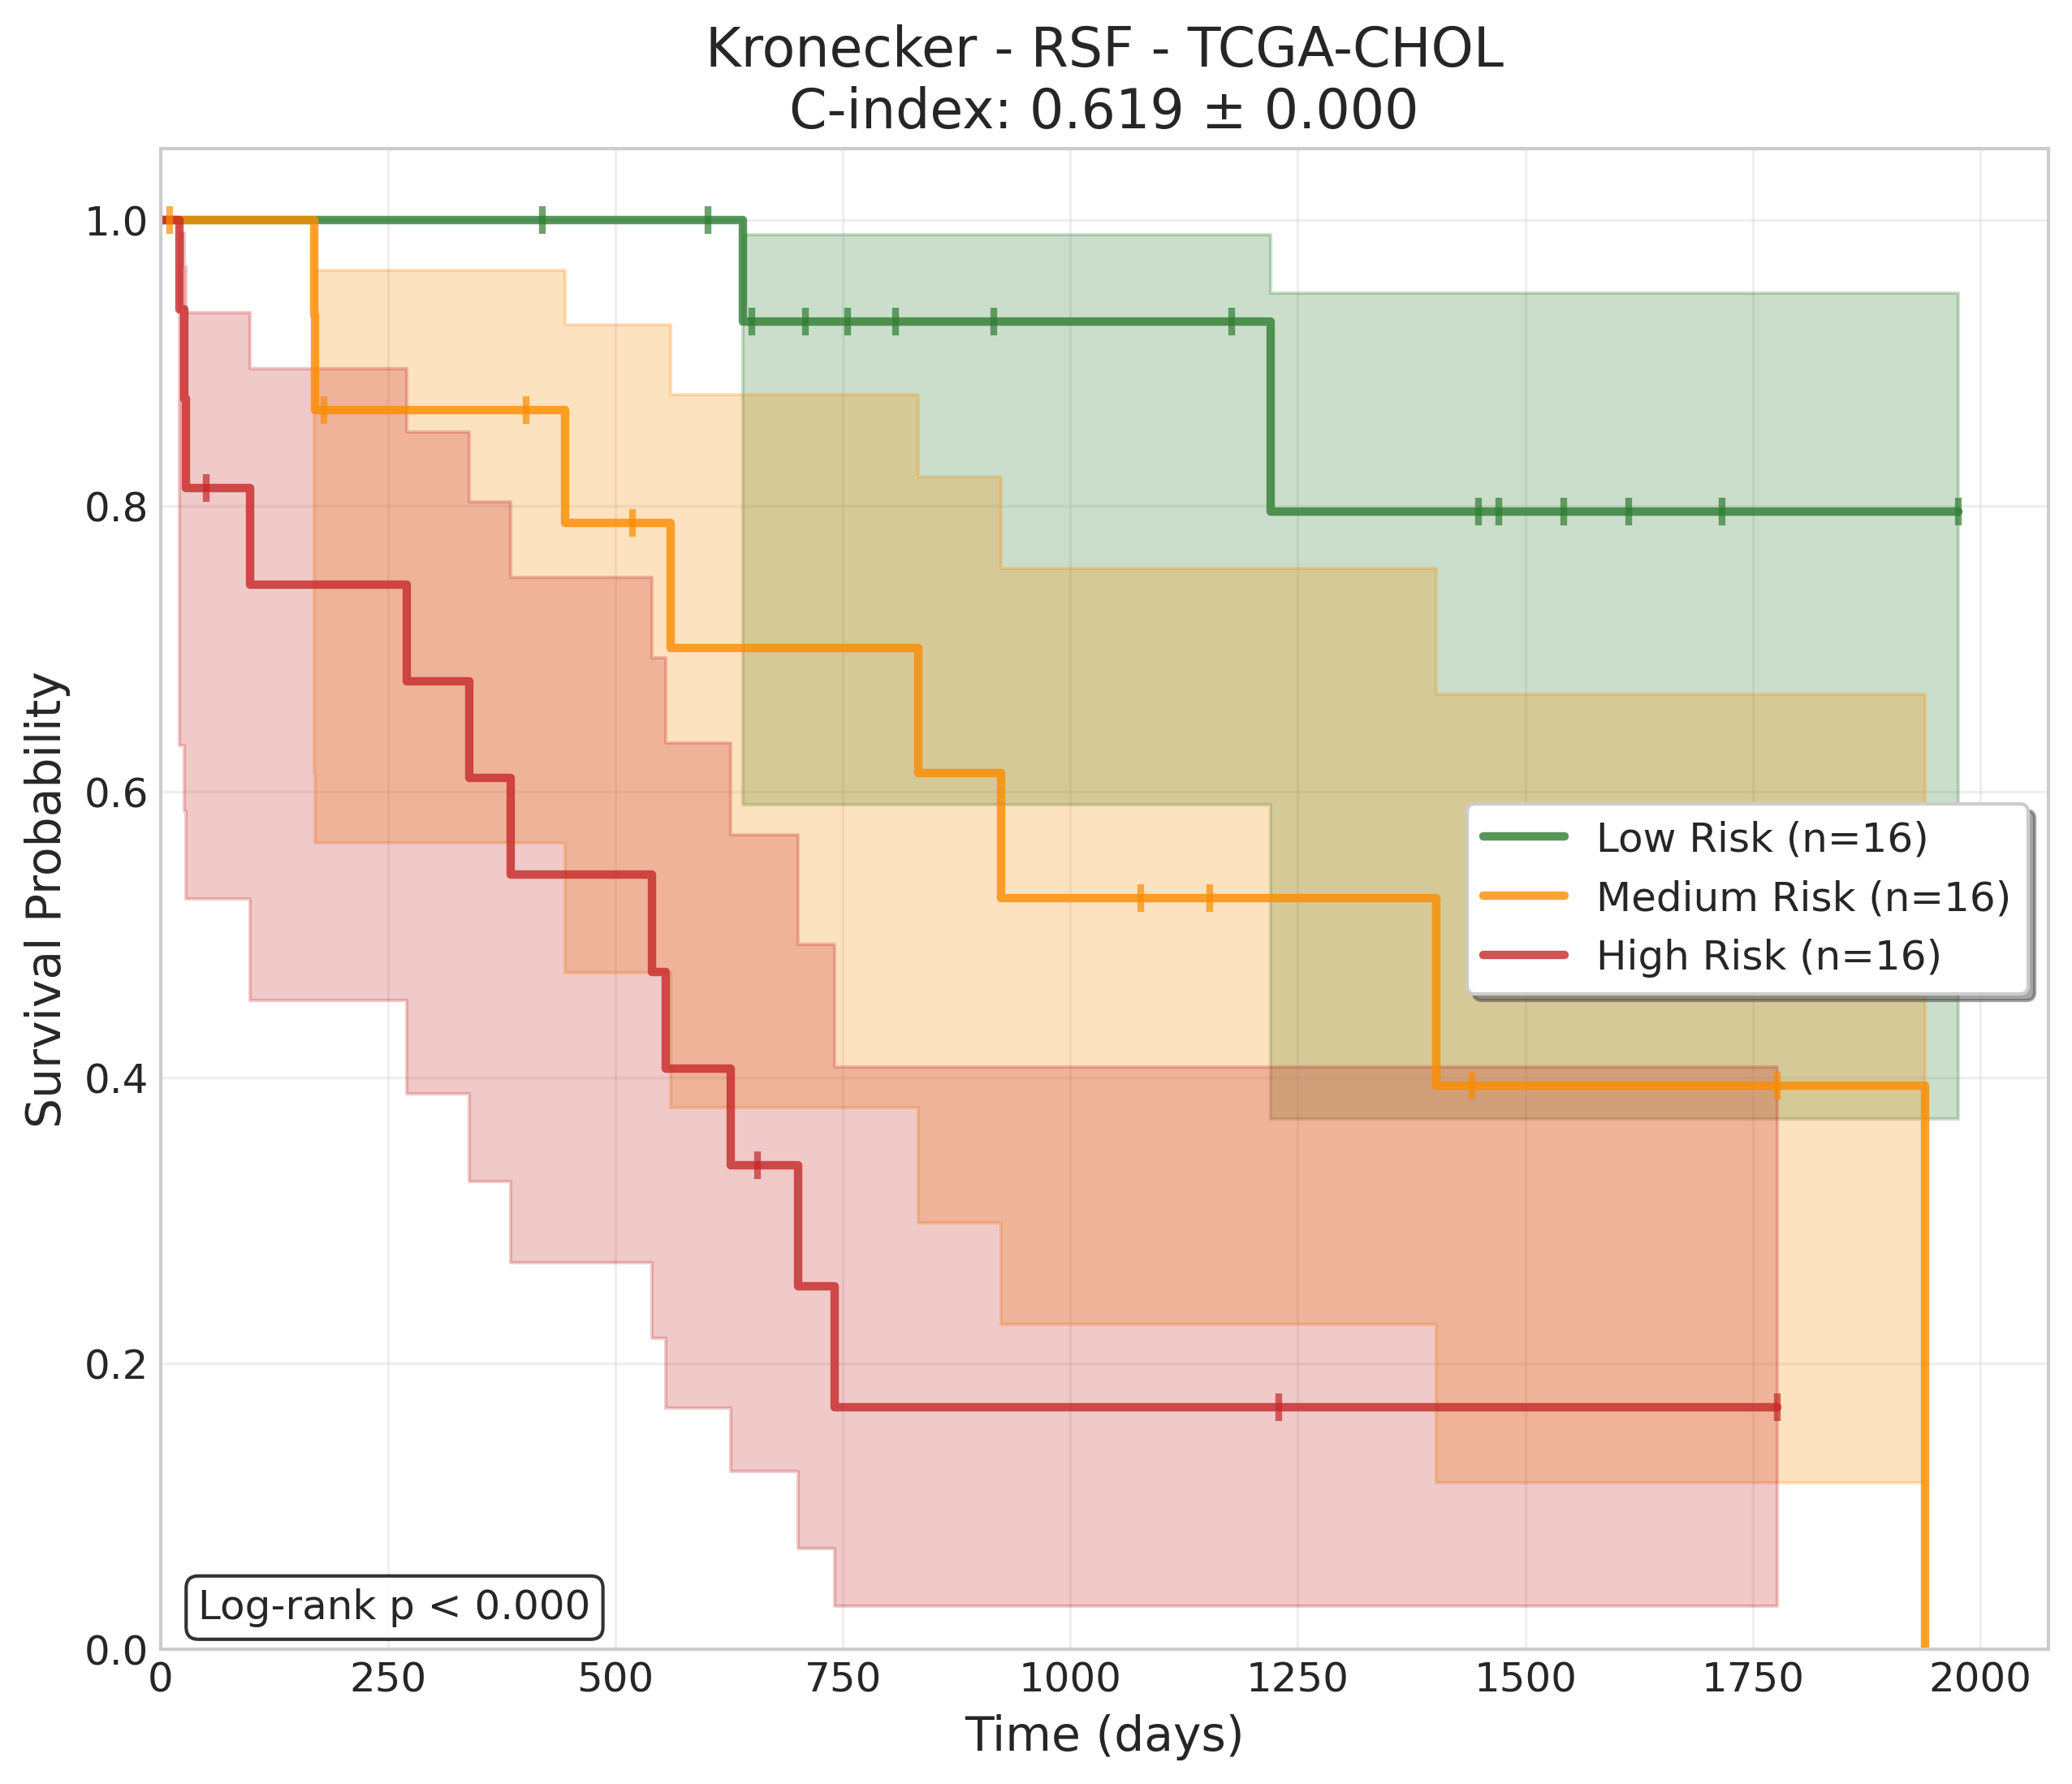 Kronecker - RSF - TCGA-CHOL
C-index: 0.619 ± 0.000
Survival Probability
1.0
0.8
0.6
0.4
0.2
0.0
Low Risk (n=16)
Medium Risk (n=16)
High Risk (n=16)
Log-rank p < 0.000
0 250 500 750 1000 1250 1500 1750 2000
Time (days)